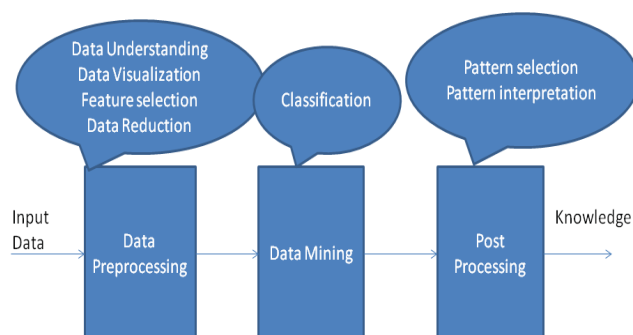 Data Understanding
Data Visualization
Feature selection
Data Reduction
Classification
Pattern selection
Pattern interpretation
Input
Data
Data
Preprocessing
Data Mining
Post
Processing
Knowledge